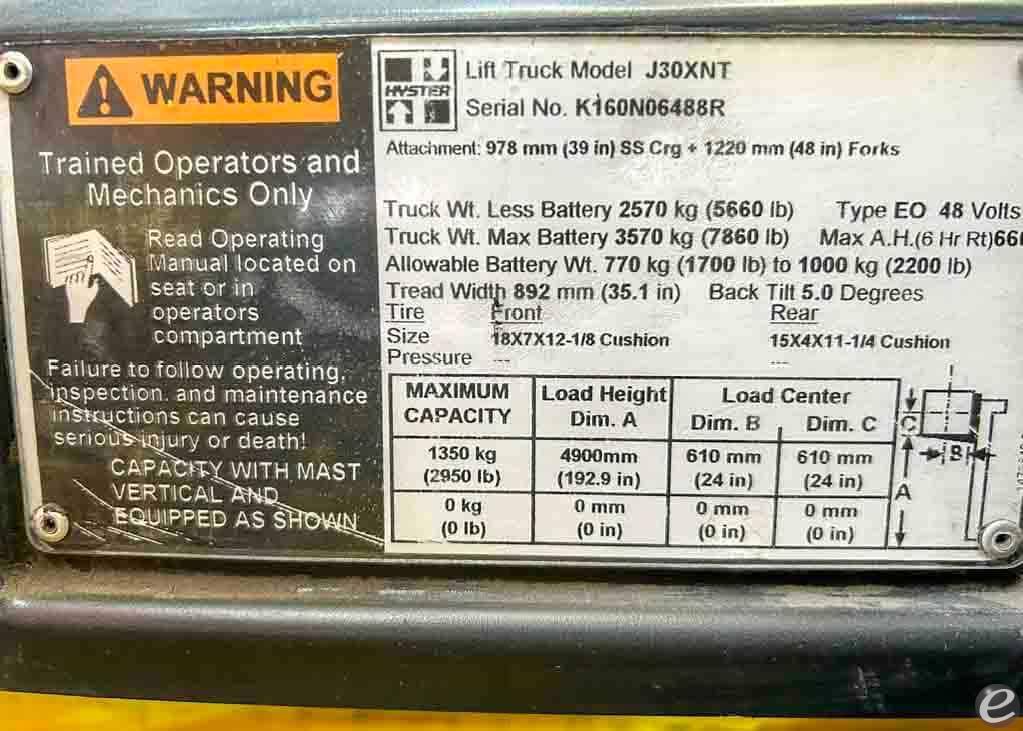 WARNING
Trained Operators and
Mechanics Only
Read Operating
Manual located on
seat or in
operators
compartment
Failure to follow operating,
inspection, and maintenance
instructions can cause
serious injury or death!
CAPACITY WITH MAST
VERTICAL AND
EQUIPPED AS SHOWN
HYSTER
Lift Truck Model J30XNT
Serial No. K160N06488R
Attachment: 978 mm (39 in) SS Crg + 1220 mm (48 in) Forks
Truck Wt. Less Battery 2570 kg (5660 lb) Type EO 48 Volts
Truck Wt. Max Battery 3570 kg (7860 lb) Max A.H.(6 Hr Rt)
Allowable Battery Wt. 770 kg (1700 lb) to 1000 kg (2200 lb)
Tread Width 892 mm (35.1 in) Back Tilt 5.0 Degrees
Tire Front Rear
Size 18X7X12-1/8 Cushion 15X4X11-1/4 Cushion
Pressure --- ---
MAXIMUM CAPACITY Load Height Dim. A Load Center Dim. B Dim. C
1350 kg 4900mm 610 mm 610 mm
(2950 lb) (192.9 in) (24 in) (24 in)
0 kg 0 mm 0 mm 0 mm
(0 lb) (0 in) (0 in) (0 in)
C
B
A
e